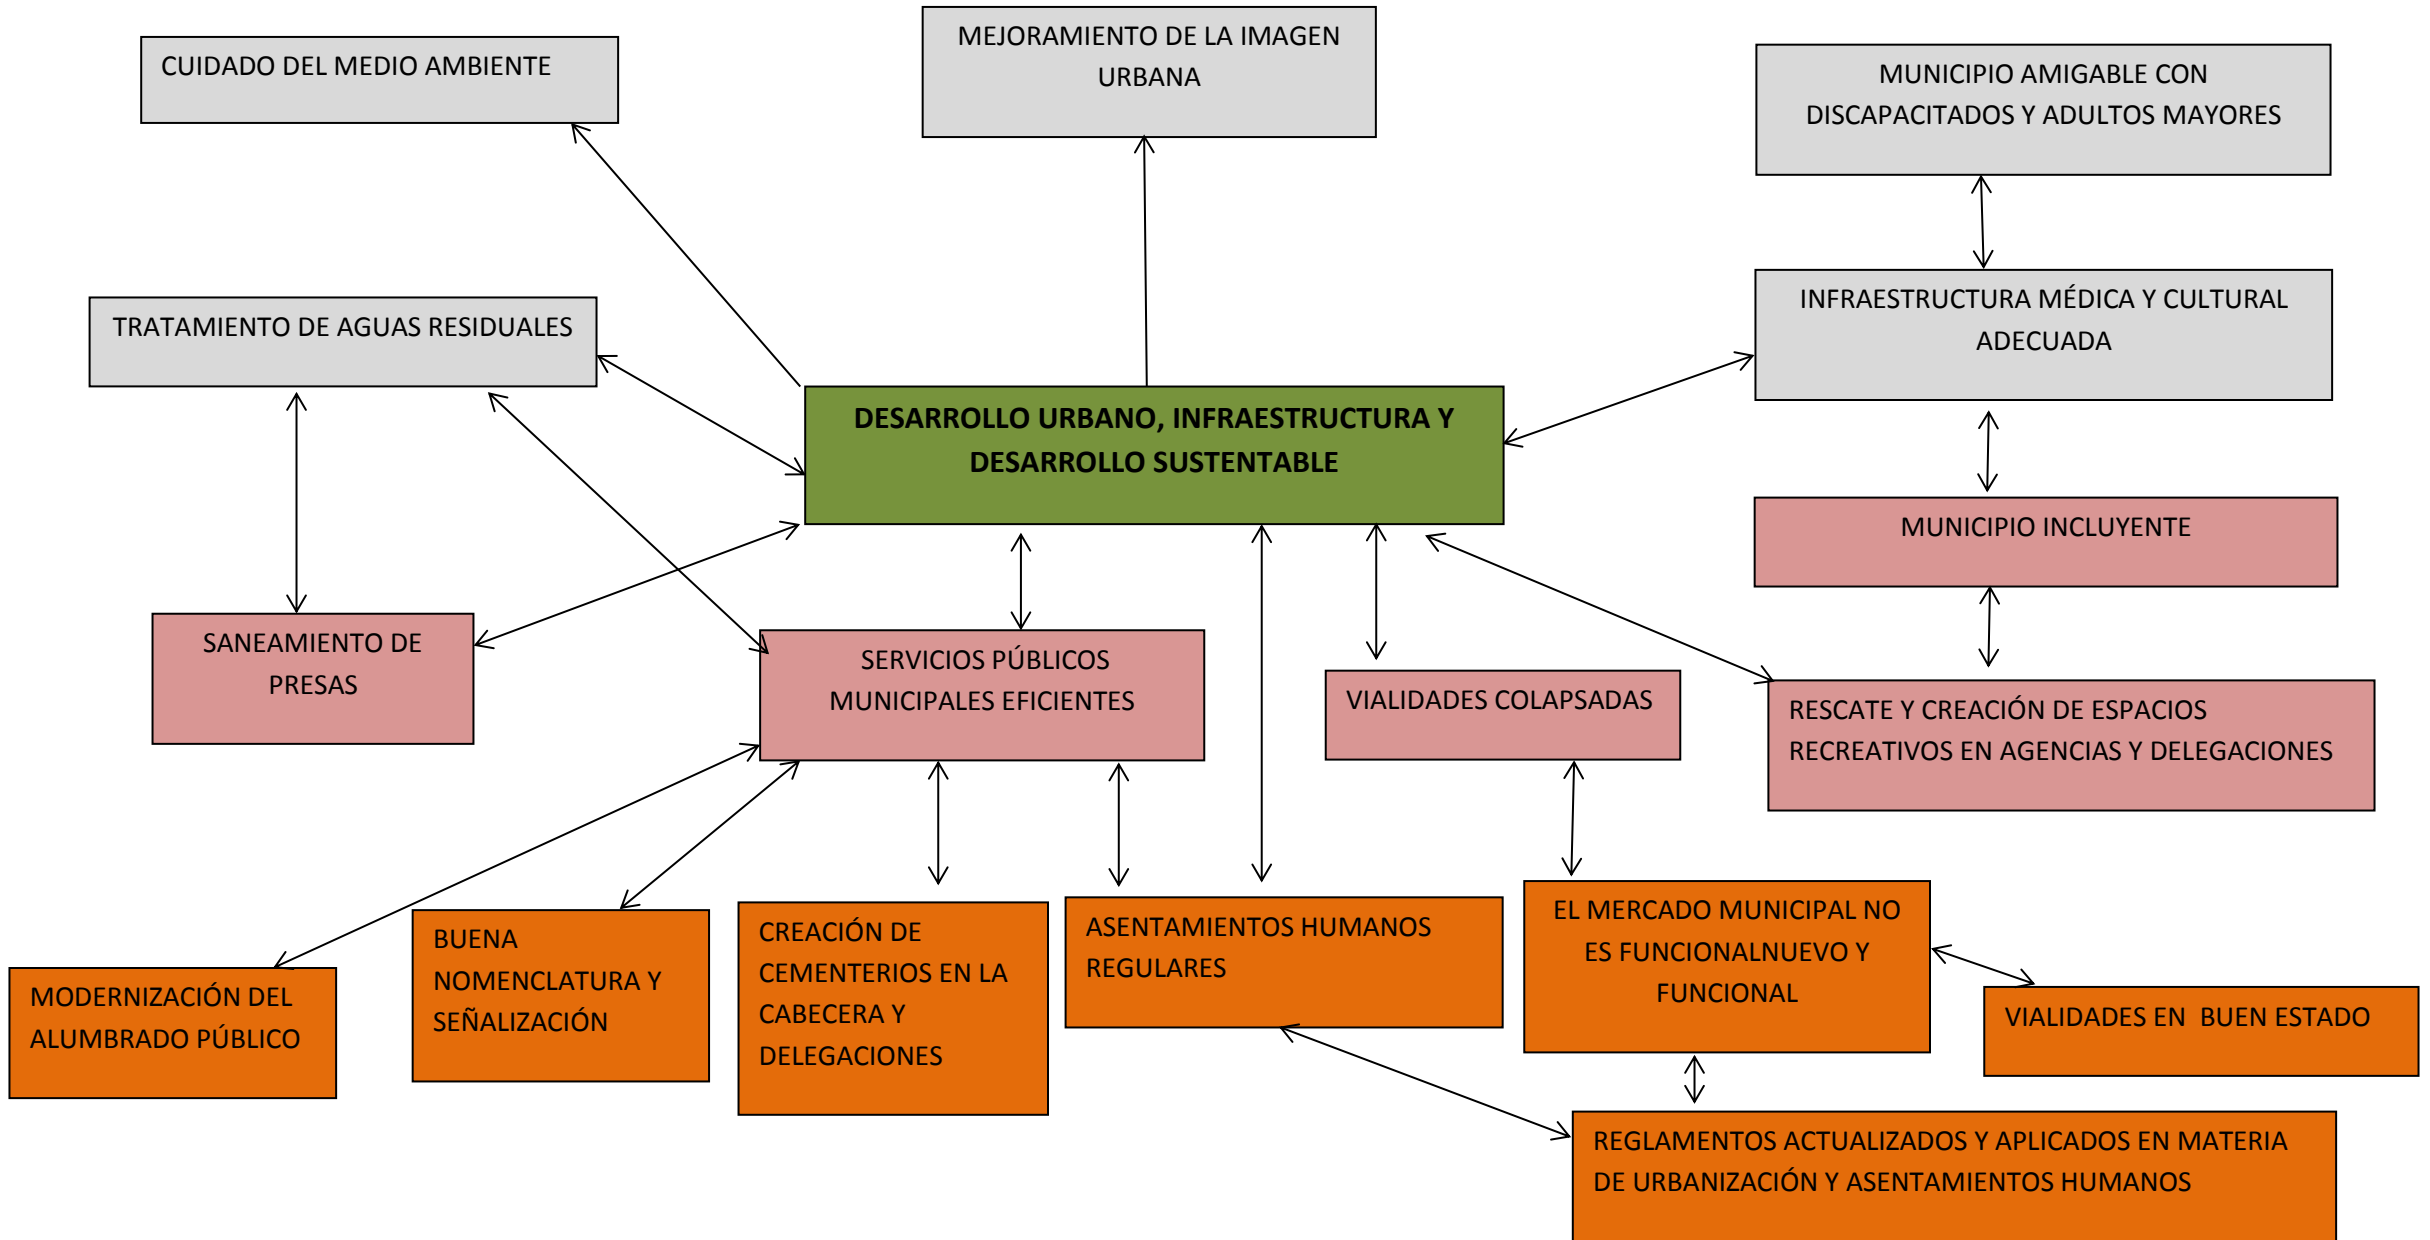 MEJORAMIENTO DE LA IMAGEN
URBANA
CUIDADO DEL MEDIO AMBIENTE
MUNICIPIO AMIGABLE CON
DISCAPACITADOS Y ADULTOS MAYORES
TRATAMIENTO DE AGUAS RESIDUALES
INFRAESTRUCTURA MÉDICA Y CULTURAL
ADECUADA
DESARROLLO URBANO, INFRAESTRUCTURA Y
DESARROLLO SUSTENTABLE
MUNICIPIO INCLUYENTE
SANEAMIENTO DE
PRESAS
SERVICIOS PÚBLICOS
MUNICIPALES EFICIENTES
VIALIDADES COLAPSADAS
RESCATE Y CREACIÓN DE ESPACIOS
RECREATIVOS EN AGENCIAS Y DELEGACIONES
MODERNIZACIÓN DEL
ALUMBRADO PÚBLICO
BUENA
NOMENCLATURA Y
SEÑALIZACIÓN
CREACIÓN DE
CEMENTERIOS EN LA
CABECERA Y
DELEGACIONES
ASENTAMIENTOS HUMANOS
REGULARES
EL MERCADO MUNICIPAL NO
ES FUNCIONALNUEVO Y
FUNCIONAL
VIALIDADES EN  BUEN ESTADO
REGLAMENTOS ACTUALIZADOS Y APLICADOS EN MATERIA
DE URBANIZACIÓN Y ASENTAMIENTOS HUMANOS